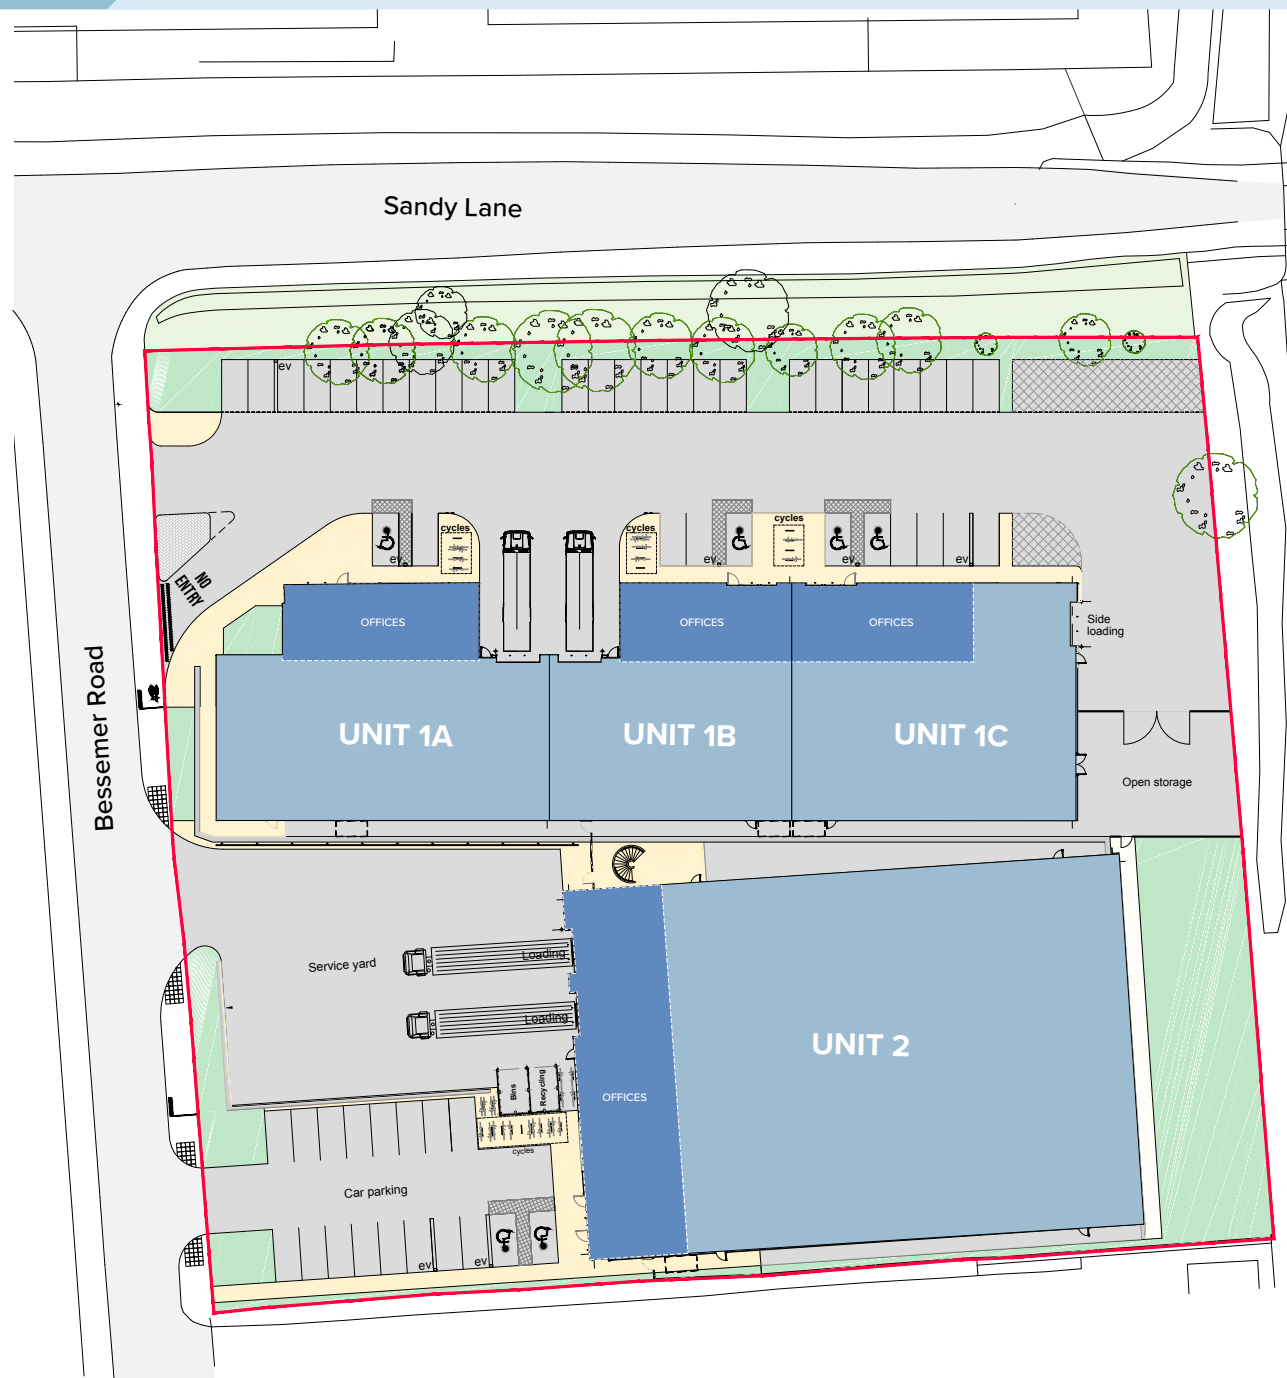 Sandy Lane
ev
cycles
cycles
cycles
ev
ev
ev
NO
ENTRY
OFFICES
OFFICES
OFFICES
Side
loading
Bessemer Road
UNIT 1A
UNIT 1B
UNIT 1C
Open storage
Service yard
Loading
Loading
UNIT 2
Bins
Recycling
OFFICES
cycles
Car parking
ev
ev